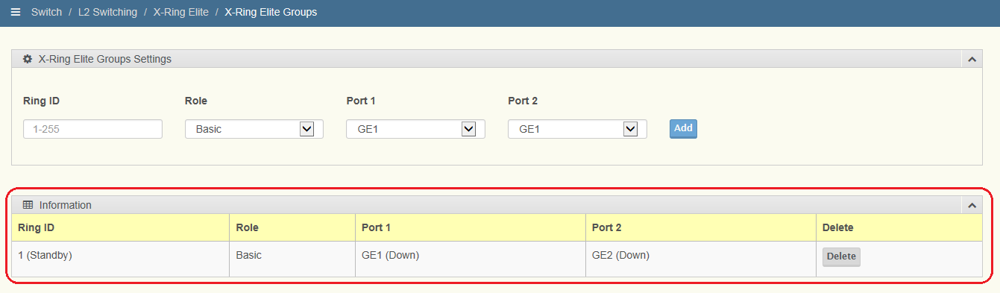 Switch / L2 Switching / X-Ring Elite / X-Ring Elite Groups
X-Ring Elite Groups Settings
Ring ID Role Port 1 Port 2
1-255 Basic GE1 GE1 Add
Information
Ring ID Role Port 1 Port 2 Delete
1 (Standby) Basic GE1 (Down) GE2 (Down) Delete